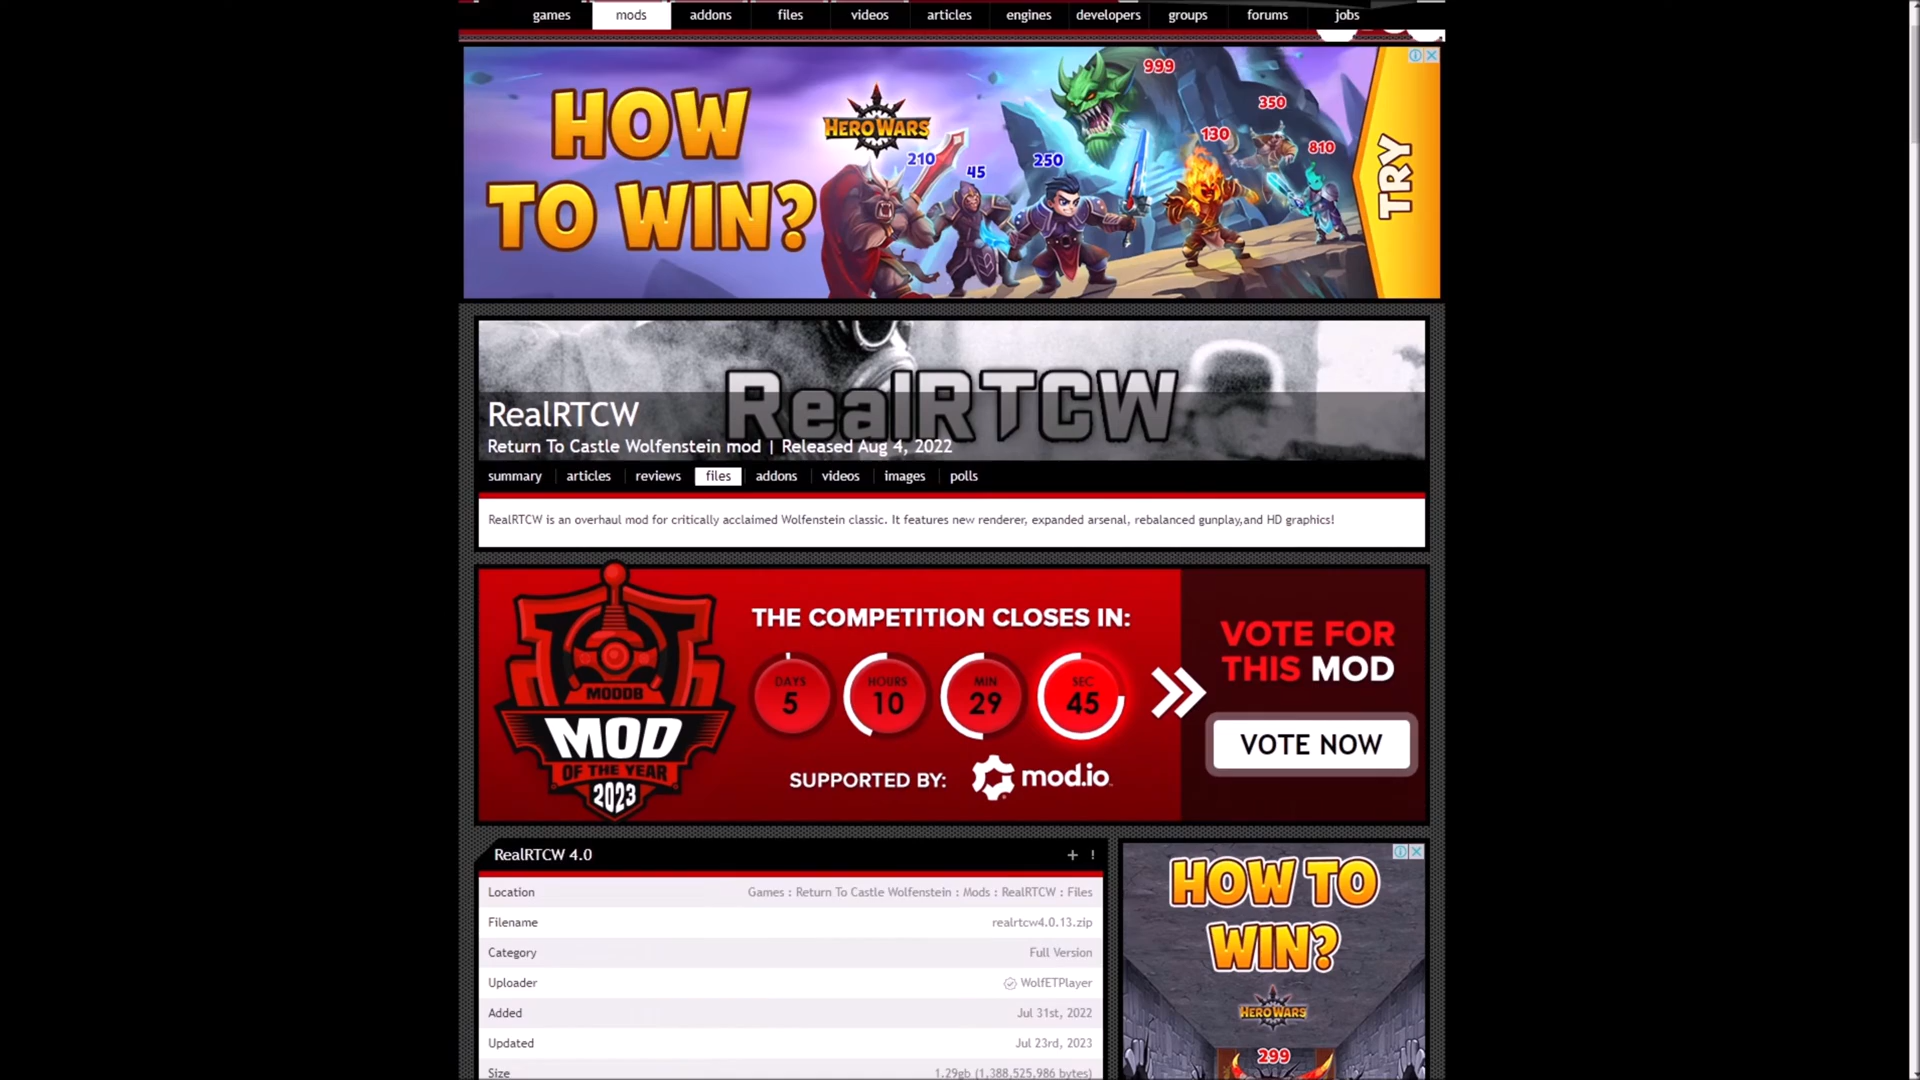 games mods addons files videos articles engines developers groups forums jobs
HOW
TO WIN?
HERO WARS
999
350
130
810
210
45
250
TRY
RealRTCW
RealRTCW
Return To Castle Wolfenstein mod | Released Aug 4, 2022
summary articles reviews files addons videos images polls
RealRTCW is an overhaul mod for critically acclaimed Wolfenstein classic. It features new renderer, expanded arsenal, rebalanced gunplay,and HD graphics!
MODDB
MOD
OF THE YEAR
2023
THE COMPETITION CLOSES IN:
DAYS HOURS MIN SEC
5 10 29 45
SUPPORTED BY: mod.io
VOTE FOR
THIS MOD
VOTE NOW
RealRTCW 4.0 + !
Location Games : Return To Castle Wolfenstein : Mods : RealRTCW : Files
Filename realrtcw4.0.13.zip
Category Full Version
Uploader WolfETPlayer
Added Jul 31st, 2022
Updated Jul 23rd, 2023
Size 1.29gb (1,388,525,986 bytes)
HOW TO
WIN?
HERO WARS
299